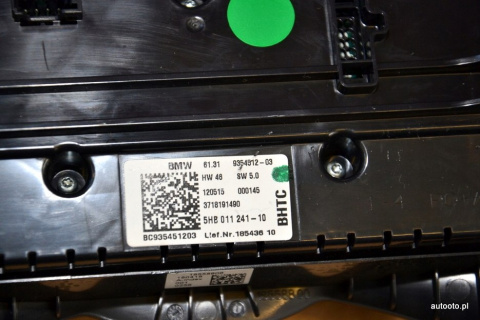 BMW 61.31 9354812-03
HW 46 SW 5.0
120515 000145
3718191490
5HB 011 241-10
BC935451203 Lief.Nr.185436 10
BHTC
autooto.pl